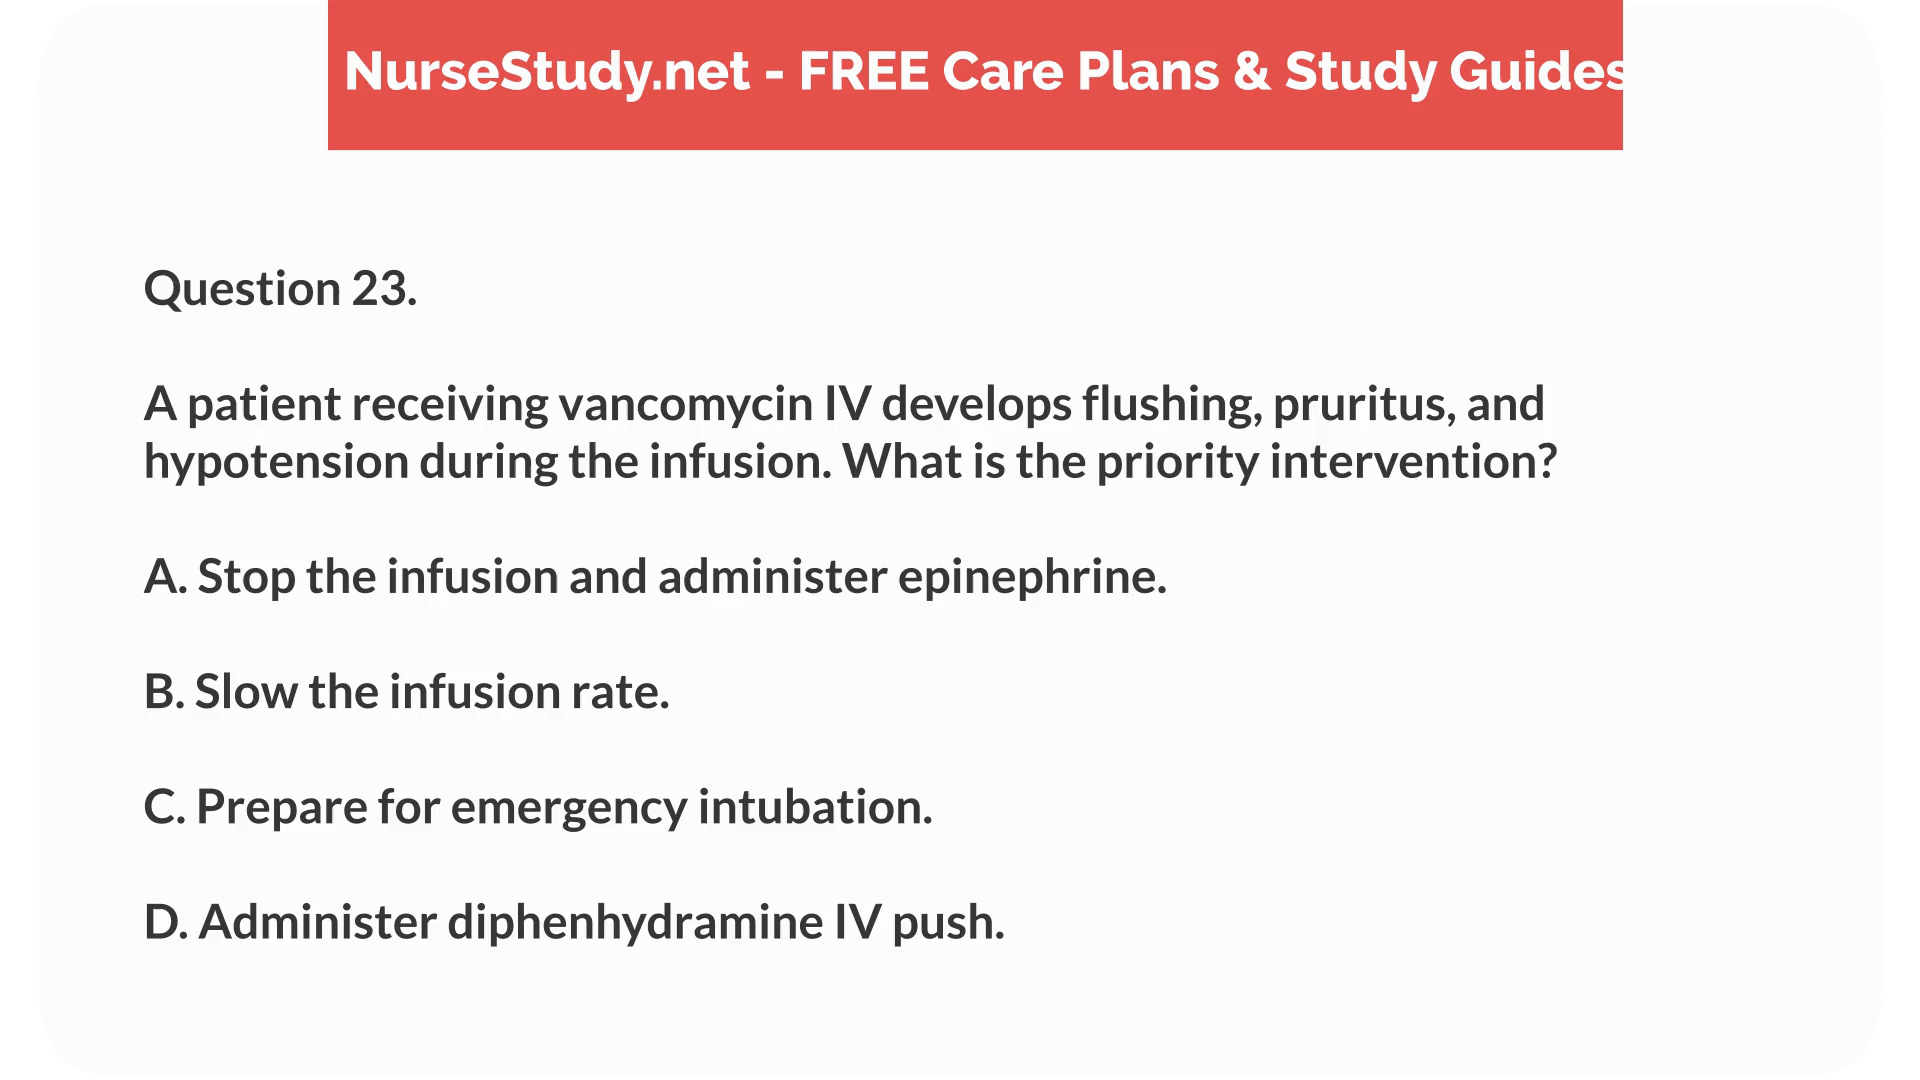 NurseStudy.net - FREE Care Plans & Study Guides
Question 23.
A patient receiving vancomycin IV develops flushing, pruritus, and
hypotension during the infusion. What is the priority intervention?
A. Stop the infusion and administer epinephrine.
B. Slow the infusion rate.
C. Prepare for emergency intubation.
D. Administer diphenhydramine IV push.